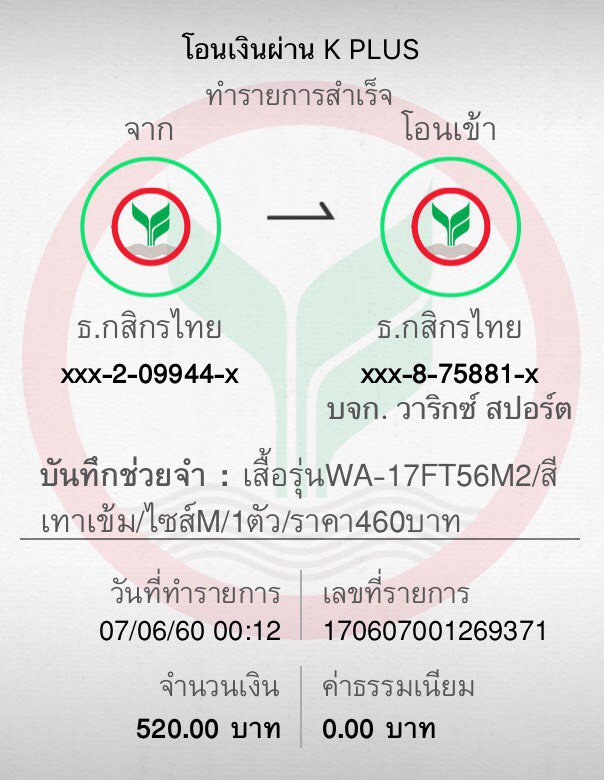 โอนเงินผ่าน K PLUS
ทำรายการสำเร็จ
จาก
โอนเข้า
ธ.กสิกรไทย
ธ.กสิกรไทย
xxx-2-09944-x
xxx-8-75881-x
บจก. วาริกซ์ สปอร์ต
บันทึกช่วยจำ : เสื้อรุ่นWA-17FT56M2/สี
เทาเข้ม/ไซส์M/1ตัว/ราคา460บาท
วันที่ทำรายการ
เลขที่รายการ
07/06/60 00:12
170607001269371
จำนวนเงิน
ค่าธรรมเนียม
520.00 บาท
0.00 บาท